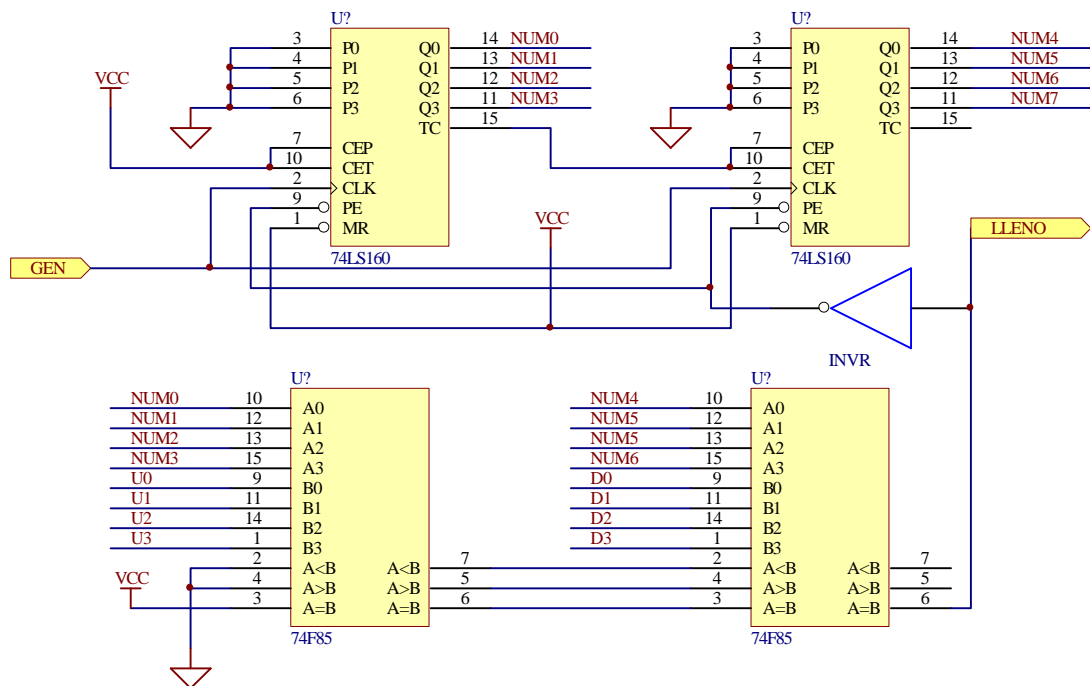 U?
3 P0 Q0 14 NUM0
4 P1 Q1 13 NUM1
5 P2 Q2 12 NUM2
6 P3 Q3 11 NUM3
TC 15
7 CEP
10 CET
2 CLK
9 PE
1 MR
74LS160
VCC
GEN
U?
3 P0 Q0 14 NUM4
4 P1 Q1 13 NUM5
5 P2 Q2 12 NUM6
6 P3 Q3 11 NUM7
TC 15
7 CEP
10 CET
2 CLK
9 PE
1 MR
74LS160
VCC
LLENO
INVR
U?
NUM0 10 A0
NUM1 12 A1
NUM2 13 A2
NUM3 15 A3
U0 9 B0
U1 11 B1
U2 14 B2
U3 1 B3
2 A<B A<B 7
4 A>B A>B 5
3 A=B A=B 6
VCC
74F85
U?
NUM4 10 A0
NUM5 12 A1
NUM5 13 A2
NUM6 15 A3
D0 9 B0
D1 11 B1
D2 14 B2
D3 1 B3
2 A<B A<B 7
4 A>B A>B 5
3 A=B A=B 6
74F85